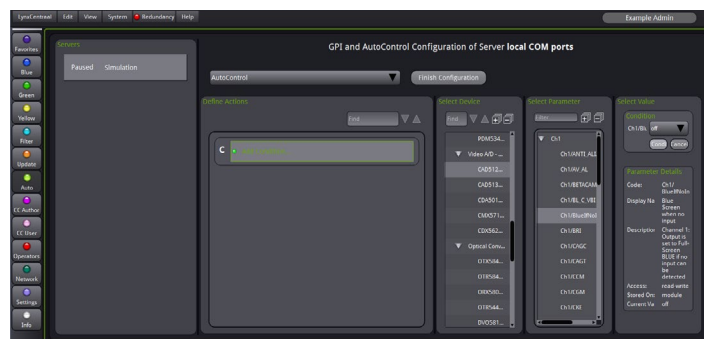 LynxCentraal Edit View System Redundancy Help Example Admin
Favorites
Blue
Green
Yellow
Filter
Update
Auto
CC Author
CC User
Operators
Network
Settings
Info
Servers
Paused Simulation
GPI and AutoControl Configuration of Server local COM ports
AutoControl Finish Configuration
Define Actions
Find
C
Select Device
Find
PDM534...
Video A/D - ...
CAD512...
CAD513...
CDA501...
CMX571...
CDX562...
Optical Conv...
OTX584...
OTR584...
ORX580...
OTR544...
DVO581...
Select Parameter
Filter
Ch1
Ch1/ANTI_ALI
Ch1/AV_AL
Ch1/BETACAM
Ch1/BL_C_VBI
Ch1/BlueIfNoI
Ch1/BRI
Ch1/CAGC
Ch1/CAGT
Ch1/CCM
Ch1/CGM
Ch1/CKE
Select Value
Condition
Ch1/Blu off
Cond Cancel
Parameter
Details
Code: Ch1/
BlueIfNoIn
Display Na Blue
Screen
when no
input
Description Channel 1:
Output is
set to Full-
Screen
BLUE if no
input can
be
detected
Access: read write
Stored On: module
Current Va off